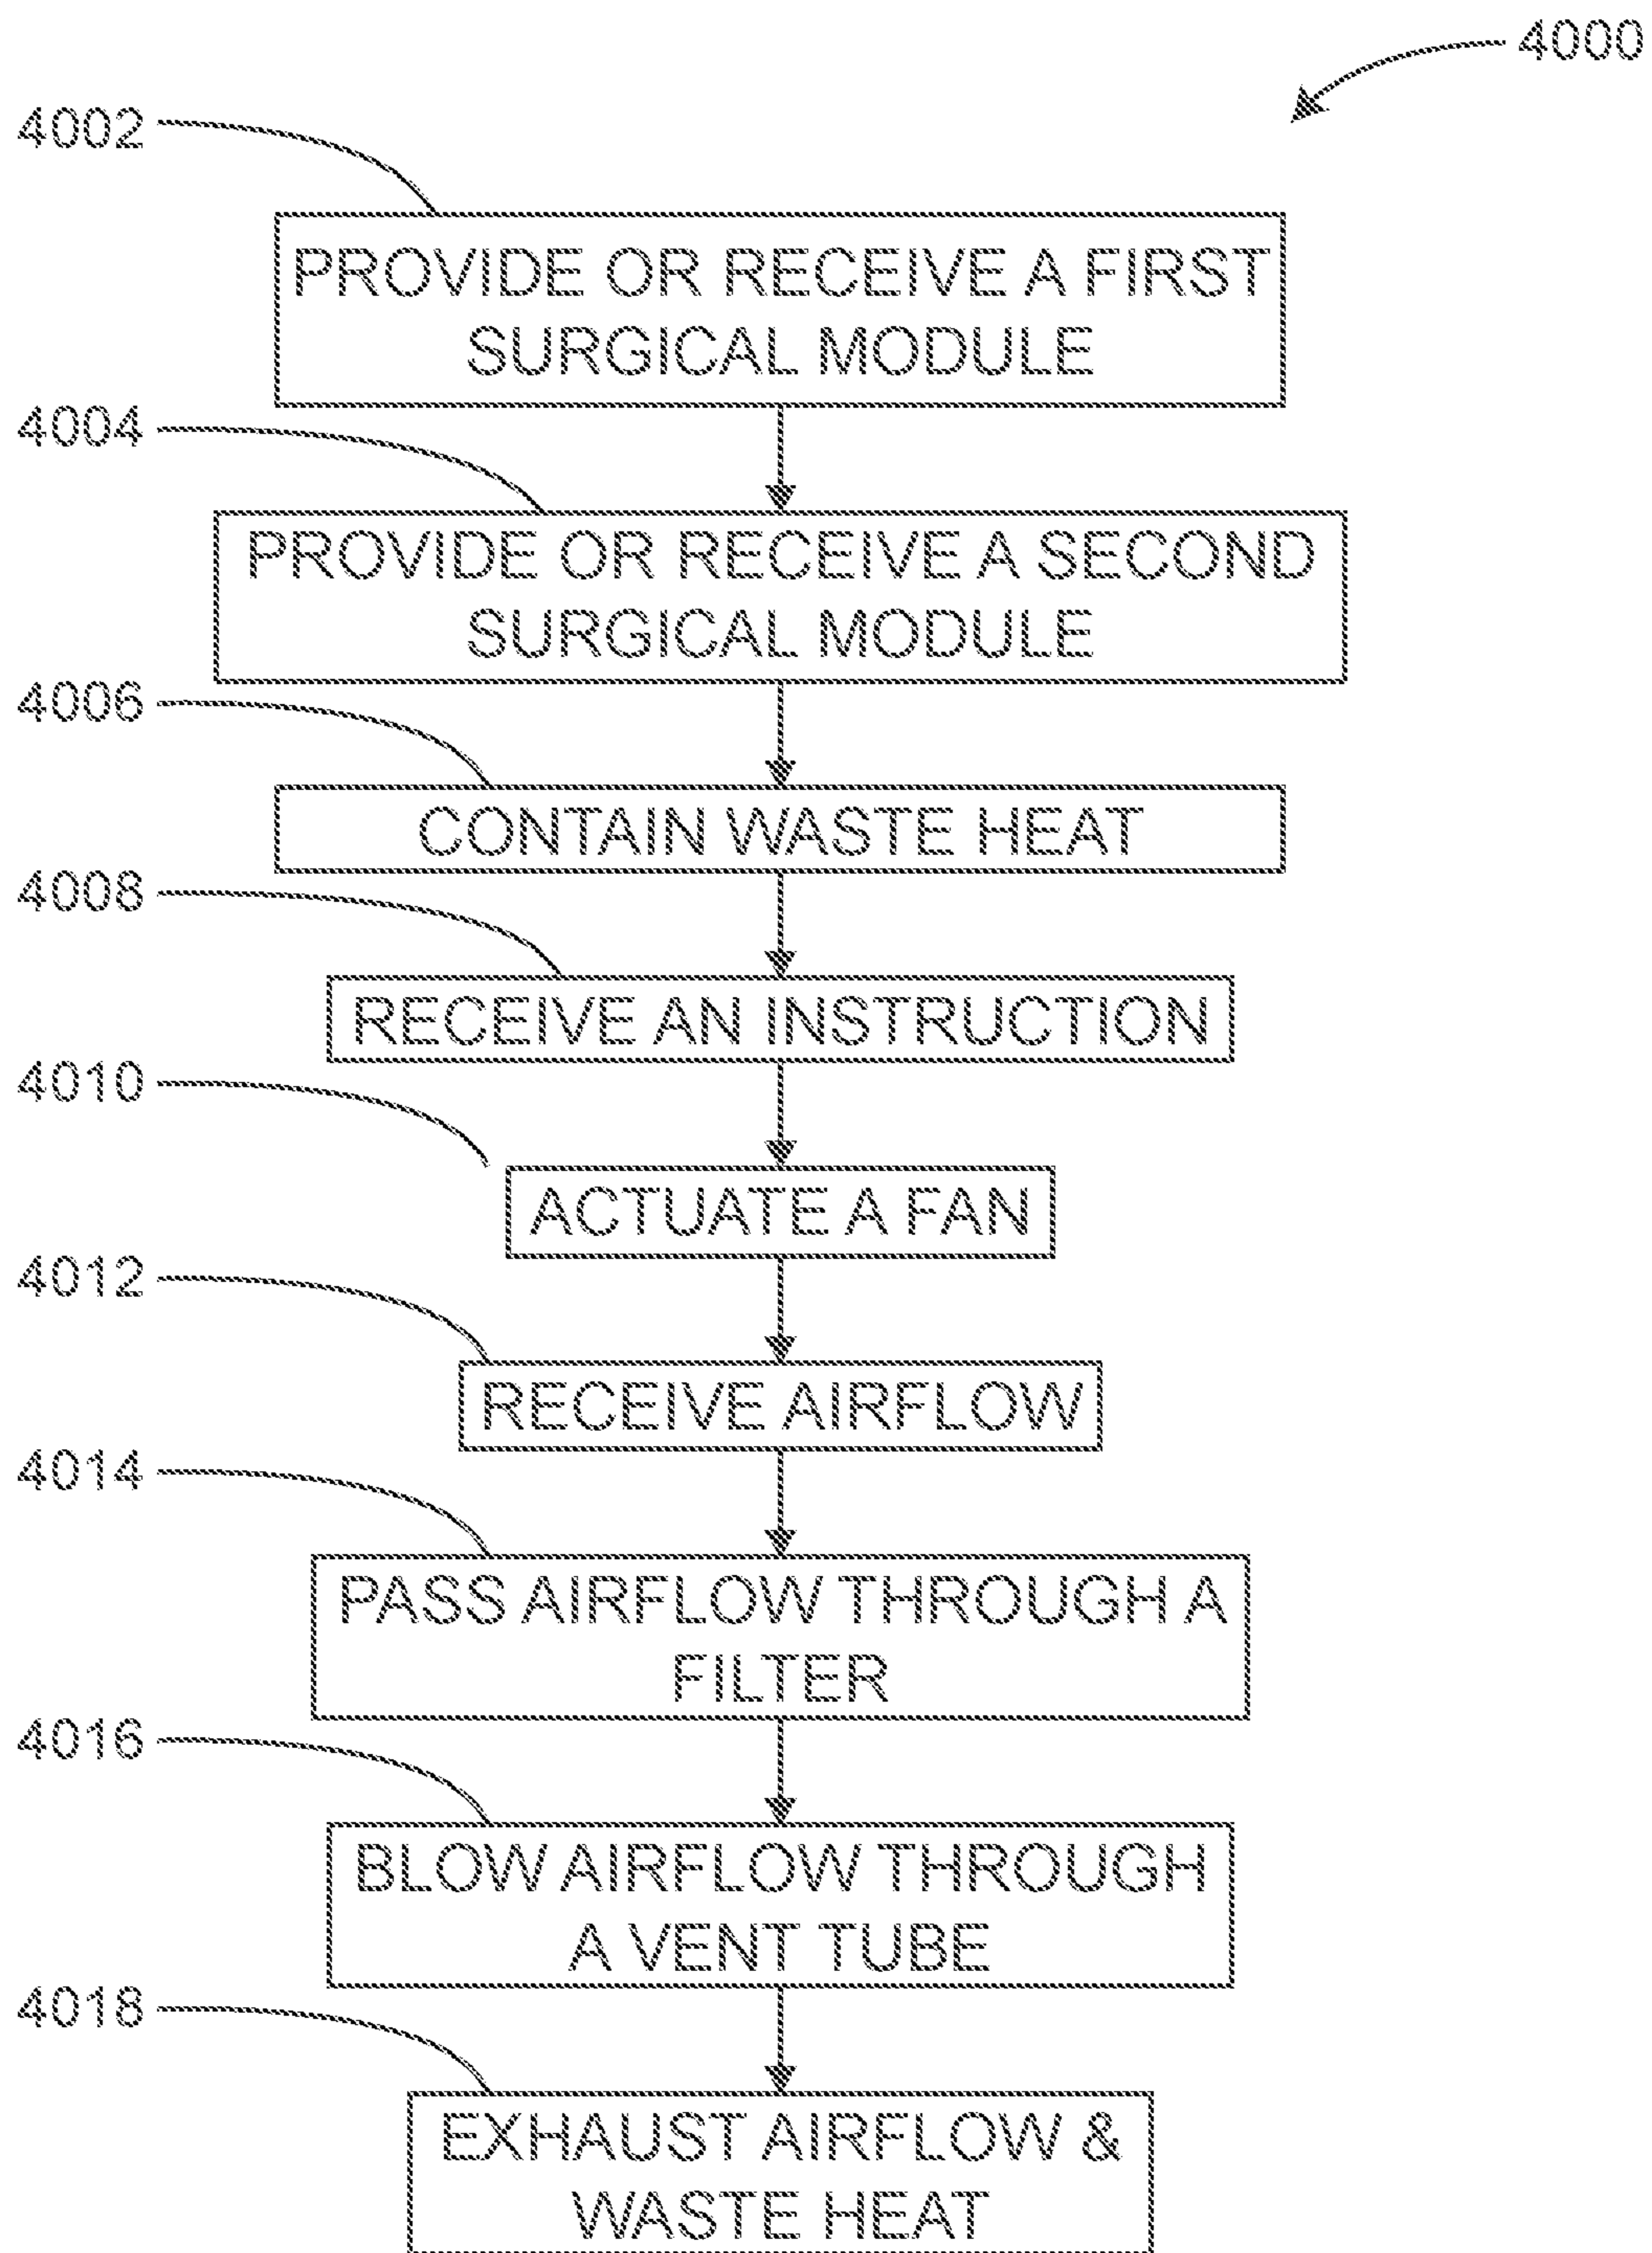 4000
4002
PROVIDE OR RECEIVE A FIRST
SURGICAL MODULE
4004
PROVIDE OR RECEIVE A SECOND
SURGICAL MODULE
4006
CONTAIN WASTE HEAT
4008
RECEIVE AN INSTRUCTION
4010
ACTUATE A FAN
4012
RECEIVE AIRFLOW
4014
PASS AIRFLOW THROUGH A
FILTER
4016
BLOW AIRFLOW THROUGH
A VENT TUBE
4018
EXHAUST AIRFLOW &
WASTE HEAT